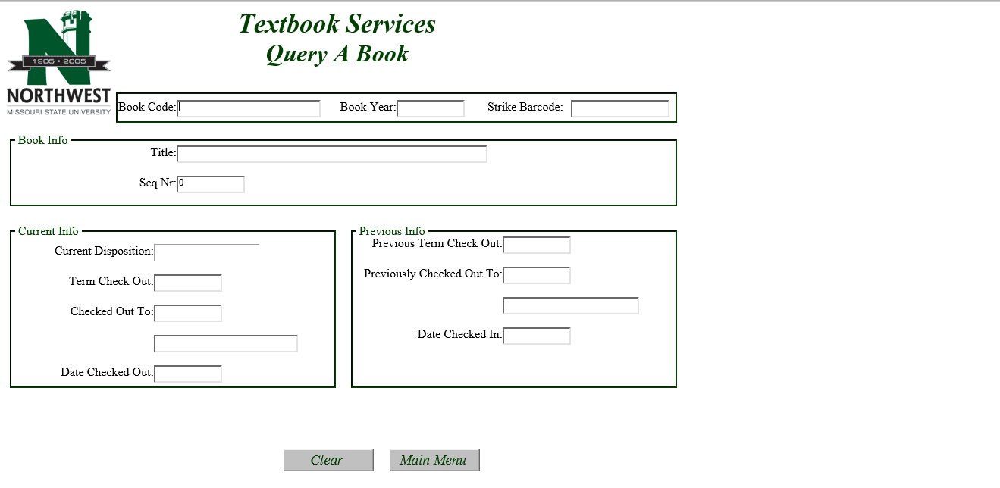 Textbook Services
Query A Book
1905 • 2005
NORTHWEST
MISSOURI STATE UNIVERSITY
Book Code: Book Year: Strike Barcode:
Book Info
Title:
Seq Nr: 0
Current Info
Current Disposition:
Term Check Out:
Checked Out To:
Date Checked Out:
Previous Info
Previous Term Check Out:
Previously Checked Out To:
Date Checked In:
Clear Main Menu